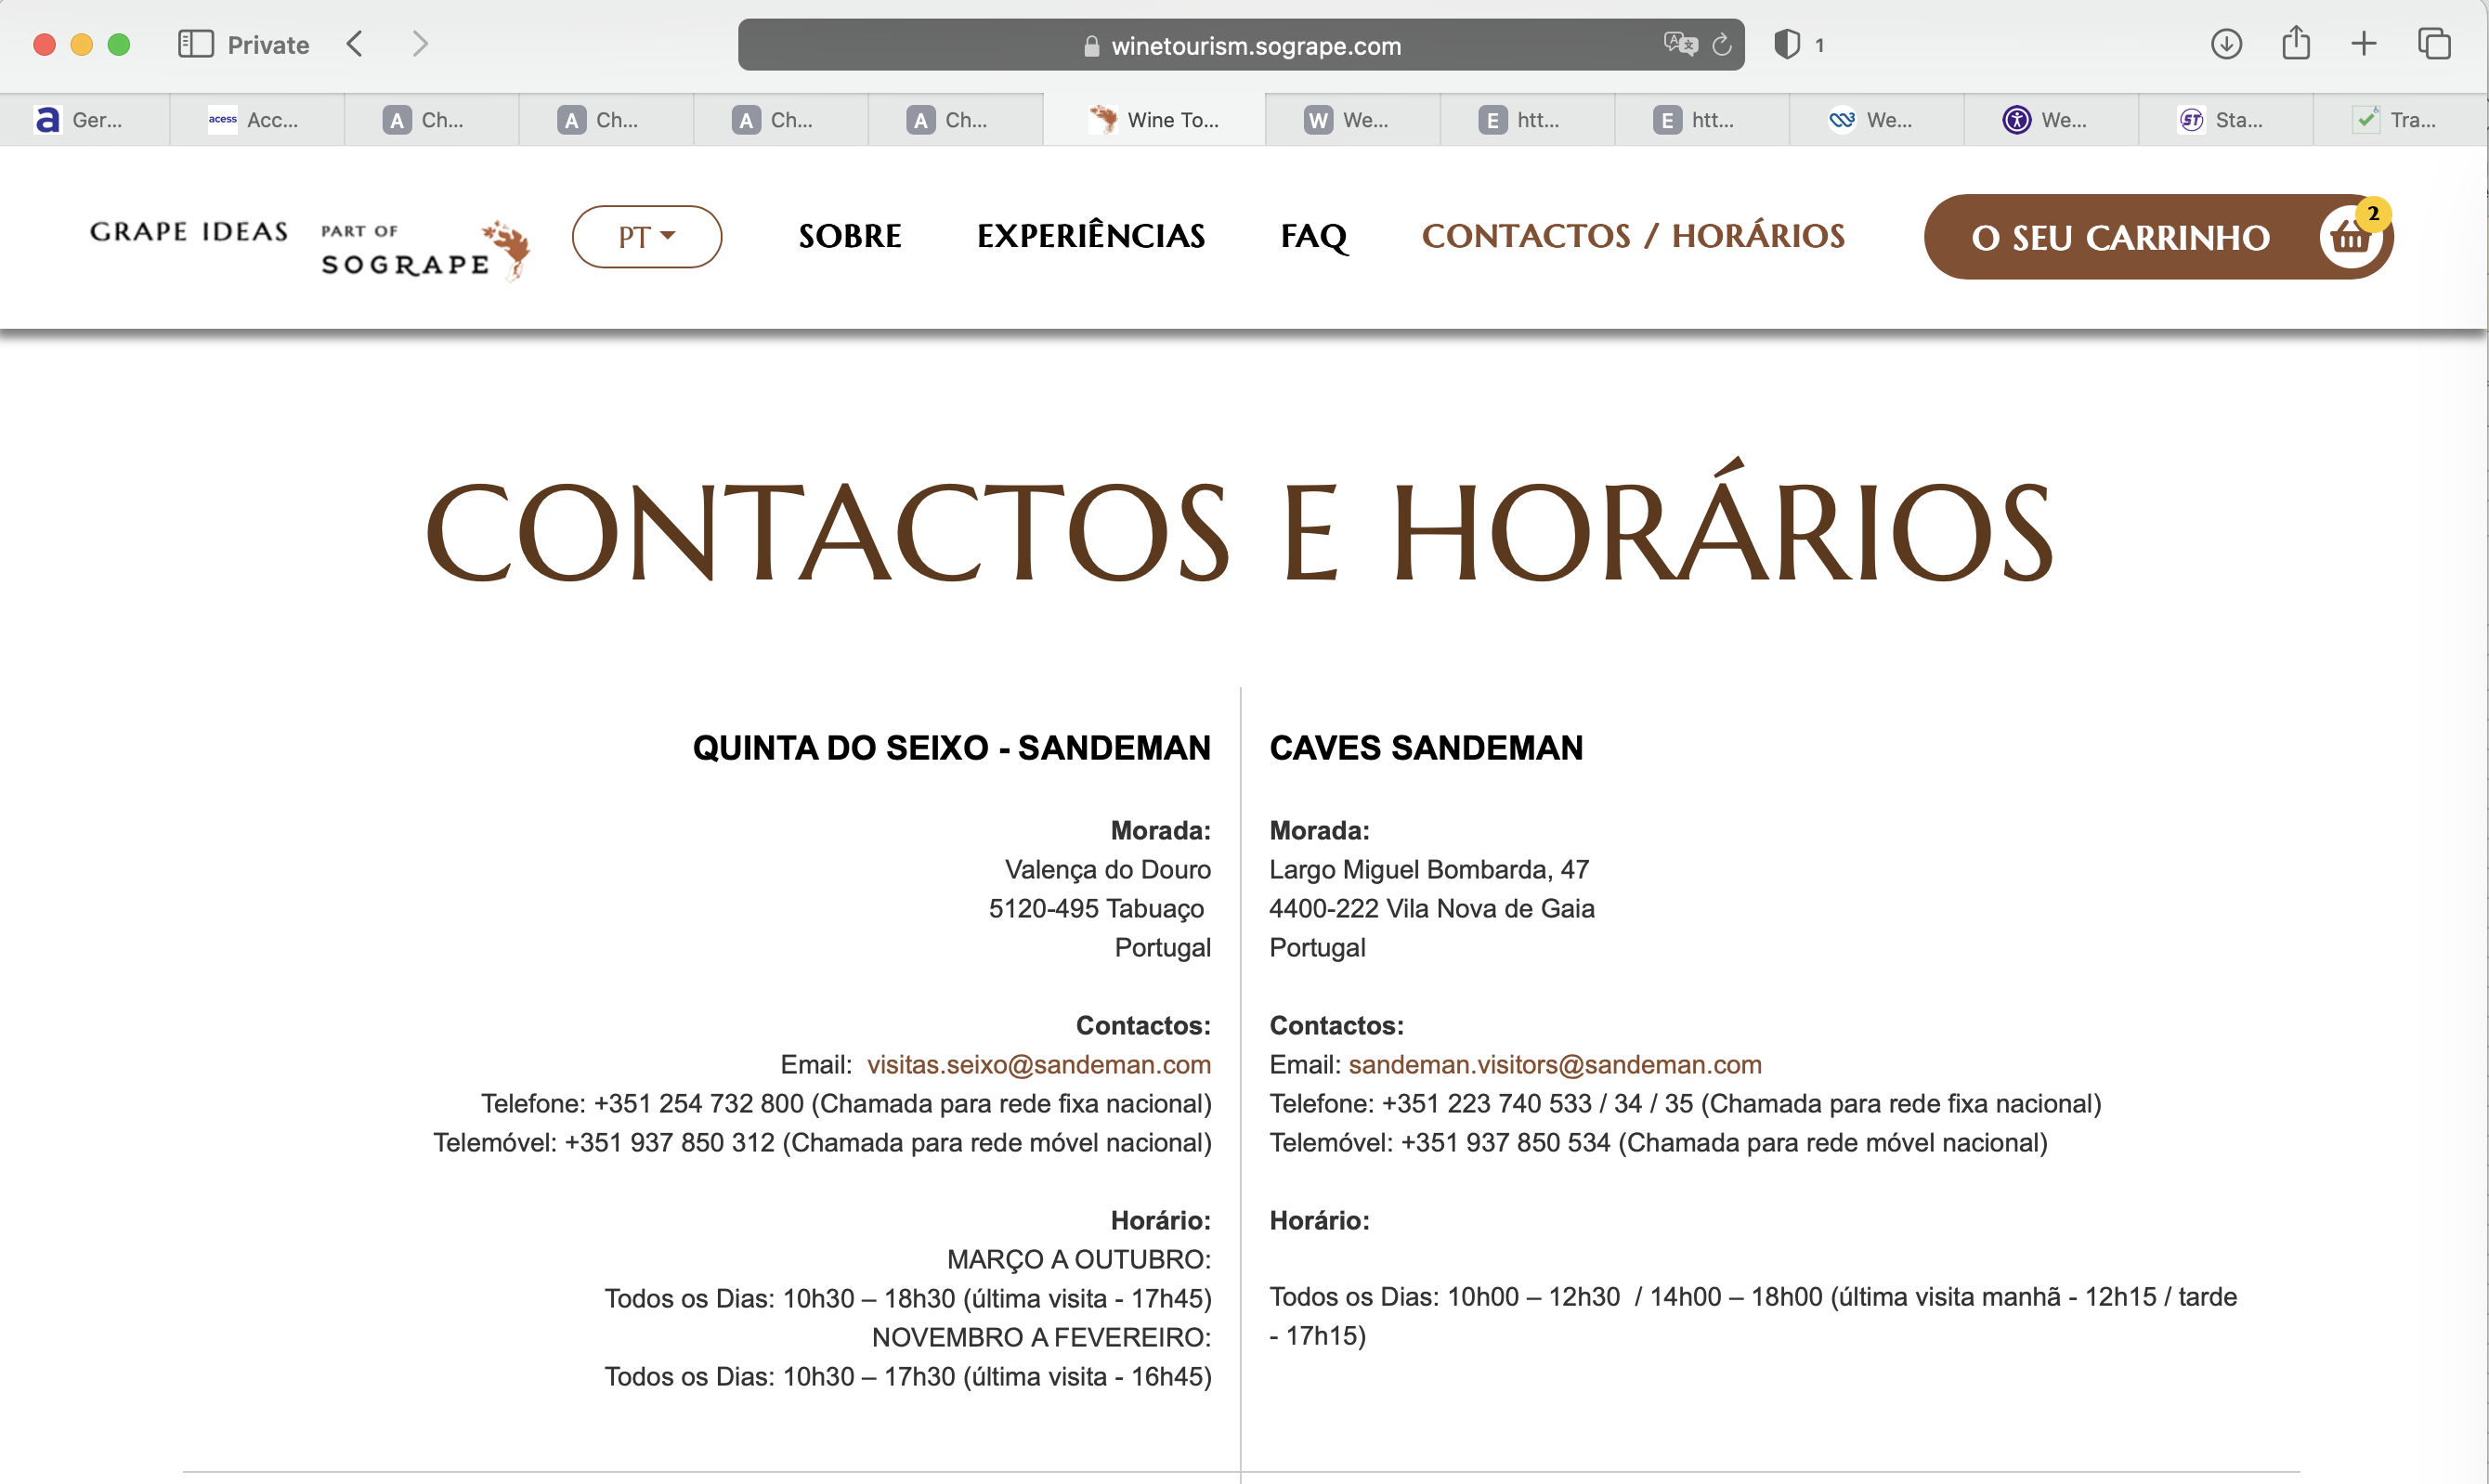 Private
winetourism.sogrape.com
1
a Ger...
acess Acc...
A Ch...
A Ch...
A Ch...
A Ch...
Wine To...
W We...
E htt...
E htt...
We...
We...
ST Sta...
Tra...
GRAPE IDEAS
PART OF
SOGRAPE
PT
SOBRE
EXPERIÊNCIAS
FAQ
CONTACTOS / HORÁRIOS
O SEU CARRINHO
2
CONTACTOS E HORÁRIOS
QUINTA DO SEIXO - SANDEMAN
Morada:
Valença do Douro
5120-495 Tabuaço
Portugal
Contactos:
Email: visitas.seixo@sandeman.com
Telefone: +351 254 732 800 (Chamada para rede fixa nacional)
Telemóvel: +351 937 850 312 (Chamada para rede móvel nacional)
Horário:
MARÇO A OUTUBRO:
Todos os Dias: 10h30 – 18h30 (última visita - 17h45)
NOVEMBRO A FEVEREIRO:
Todos os Dias: 10h30 – 17h30 (última visita - 16h45)
CAVES SANDEMAN
Morada:
Largo Miguel Bombarda, 47
4400-222 Vila Nova de Gaia
Portugal
Contactos:
Email: sandeman.visitors@sandeman.com
Telefone: +351 223 740 533 / 34 / 35 (Chamada para rede fixa nacional)
Telemóvel: +351 937 850 534 (Chamada para rede móvel nacional)
Horário:
Todos os Dias: 10h00 – 12h30 / 14h00 – 18h00 (última visita manhã - 12h15 / tarde
- 17h15)